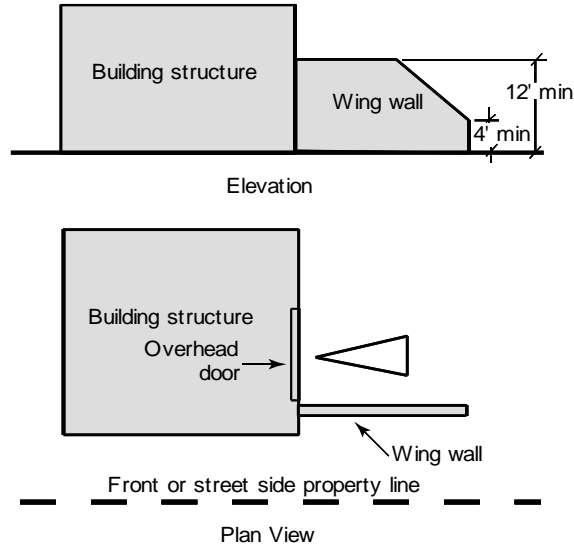 Building structure
Wing wall
12' min
4' min
Elevation
Building structure
Overhead
door
Wing wall
Front or street side property line
Plan View